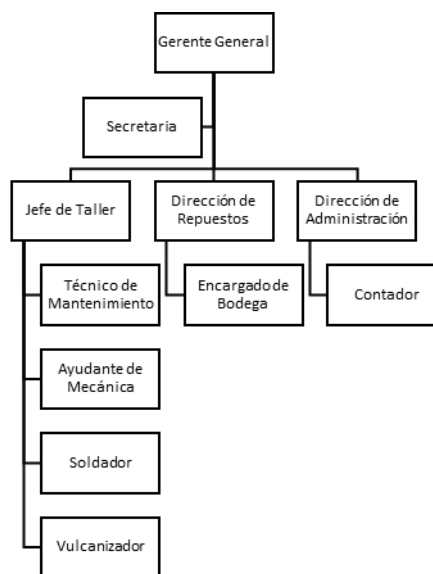 Gerente General
Secretaria
Jefe de Taller
Dirección de
Repuestos
Dirección de
Administración
Técnico de
Mantenimiento
Encargado de
Bodega
Contador
Ayudante de
Mecánica
Soldador
Vulcanizador